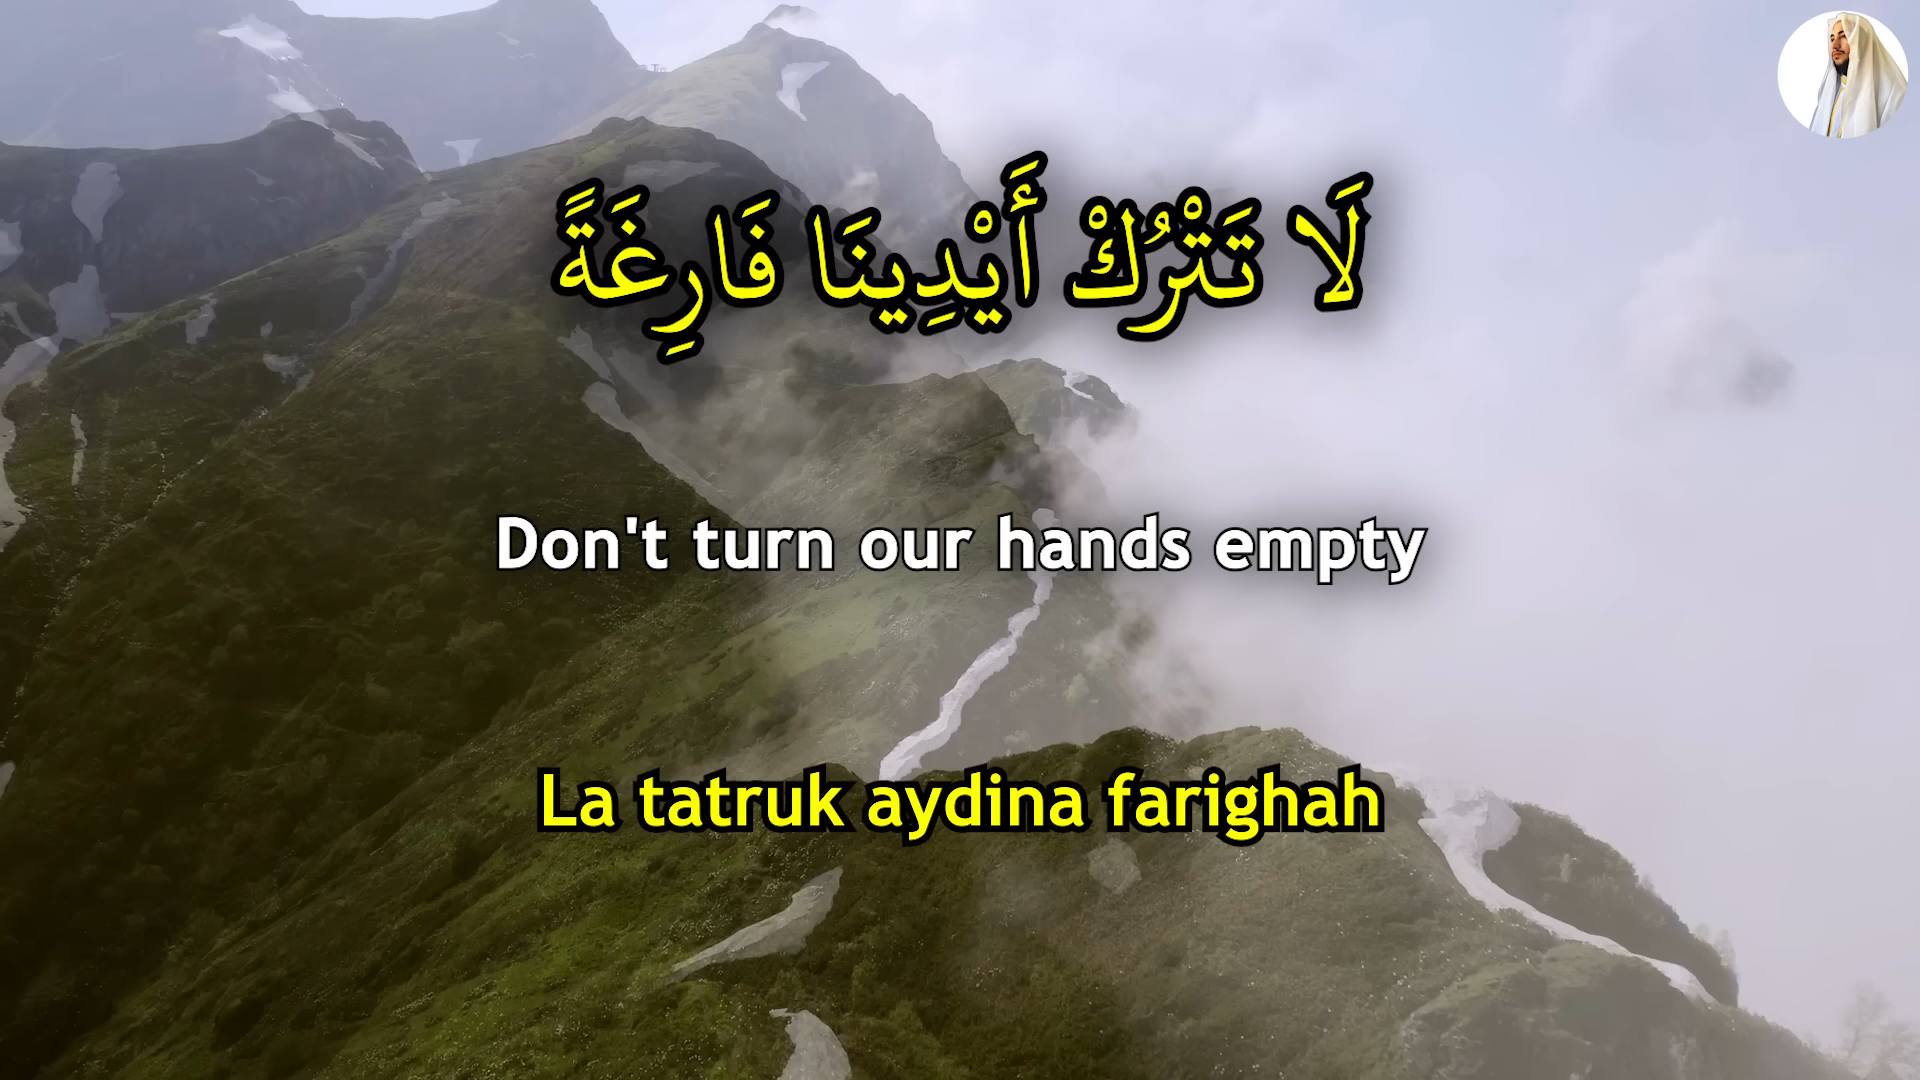 لَا تَتْرُكْ أَيْدِينَا فَارِغَةً
Don't turn our hands empty
La tatruk aydina farighah